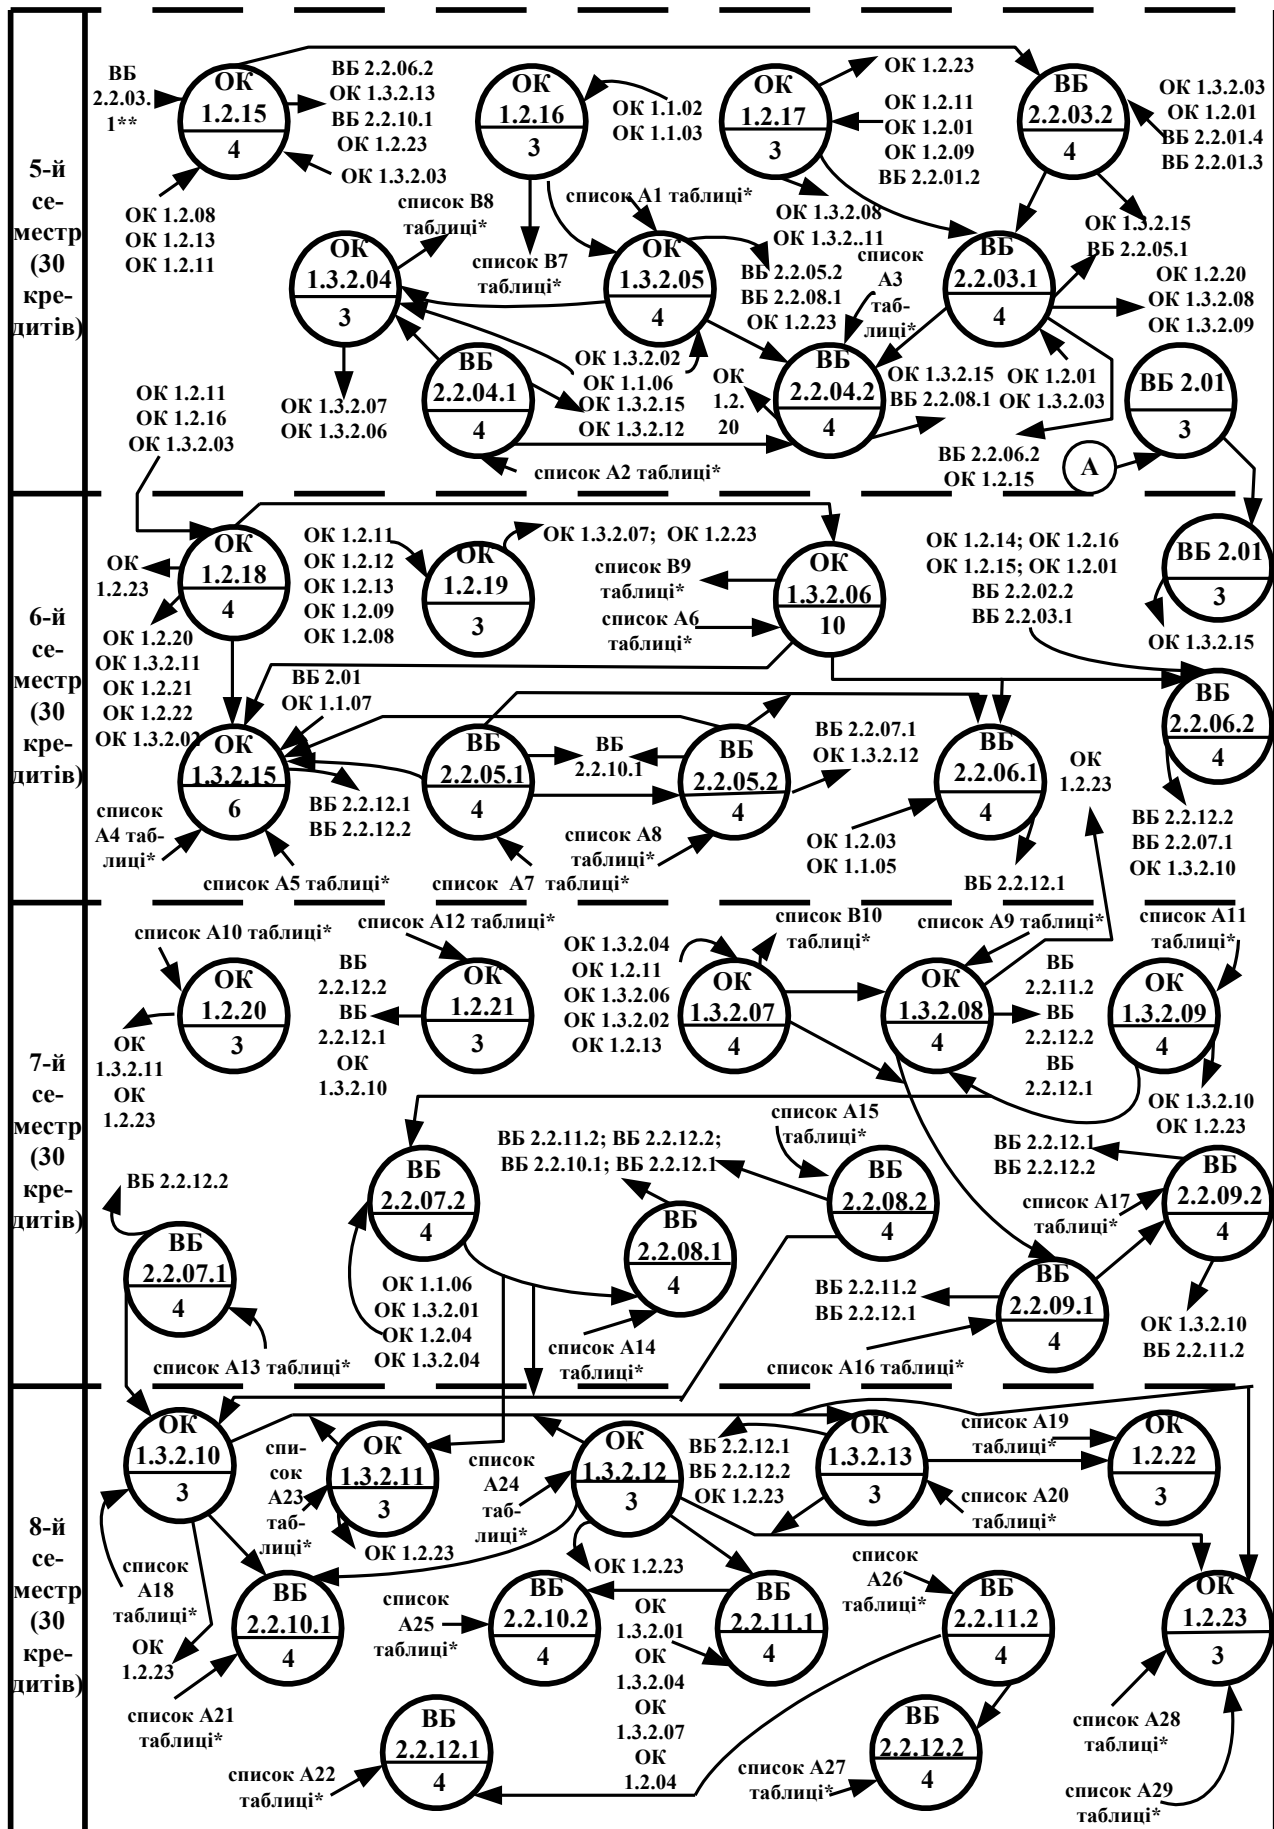 5-й
се-
местр
(30
кре-
дитів)
ВБ
2.2.03.
1**
ОК
1.2.15
4
ВБ 2.2.06.2
ОК 1.3.2.13
ВБ 2.2.10.1
ОК 1.2.23
ОК 1.3.2.03
ОК 1.2.08
ОК 1.2.13
ОК 1.2.11
ОК
1.2.16
3
ОК 1.1.02
ОК 1.1.03
ОК
1.2.17
3
ОК 1.2.23
ОК 1.2.11
ОК 1.2.01
ОК 1.2.09
ВБ 2.2.01.2
ВБ
2.2.03.2
4
ОК 1.3.2.03
ОК 1.2.01
ВБ 2.2.01.4
ВБ 2.2.01.3
список В8
таблиці*
список А1 таблиці*
ОК 1.3.2.08
ОК 1.3.2..11
ОК 1.3.2.15
ВБ 2.2.05.1
ОК
1.3.2.04
3
список В7
таблиці*
ОК
1.3.2.05
4
ВБ 2.2.05.2
ВБ 2.2.08.1
ОК 1.2.23
список
А3
таб-
лиці*
ВБ
2.2.03.1
4
ОК 1.2.20
ОК 1.3.2.08
ОК 1.3.2.09
ОК 1.3.2.07
ОК 1.3.2.06
ВБ
2.2.04.1
4
ОК 1.3.2.02
ОК 1.1.06
ОК 1.3.2.15
ОК 1.3.2.12
ОК
1.2.
20
ВБ
2.2.04.2
4
ОК 1.3.2.15
ВБ 2.2.08.1
ОК 1.2.01
ОК 1.3.2.03
ВБ 2.01
3
ОК 1.2.11
ОК 1.2.16
ОК 1.3.2.03
список А2 таблиці*
ВБ 2.2.06.2
ОК 1.2.15
А
6-й
се-
местр
(30
кре-
дитів)
ОК
1.2.23
ОК
1.2.18
4
ОК 1.2.20
ОК 1.3.2.11
ОК 1.2.21
ОК 1.2.22
ОК 1.3.2.02
ОК 1.2.11
ОК 1.2.12
ОК 1.2.13
ОК 1.2.09
ОК 1.2.08
ОК
1.2.19
3
ОК 1.3.2.07; ОК 1.2.23
список В9
таблиці*
список А6
таблиці*
ОК
1.3.2.06
10
ОК 1.2.14; ОК 1.2.16
ОК 1.2.15; ОК 1.2.01
ВБ 2.2.02.2
ВБ 2.2.03.1
ВБ 2.01
3
ОК 1.3.2.15
ВБ 2.01
ОК 1.1.07
ОК
1.3.2.15
6
ВБ 2.2.12.1
ВБ 2.2.12.2
ВБ
2.2.05.1
4
ВБ
2.2.10.1
ВБ
2.2.05.2
4
ВБ 2.2.07.1
ОК 1.3.2.12
ВБ
2.2.06.1
4
ОК
1.2.23
ВБ
2.2.06.2
4
список
А4 таб-
лиці*
список А5 таблиці*
список А7
таблиці*
список
А8
таблиці*
ОК 1.2.03
ОК 1.1.05
ВБ 2.2.12.1
ВБ 2.2.12.2
ВБ 2.2.07.1
ОК 1.3.2.10
7-й
се-
местр
(30
кре-
дитів)
список А10 таблиці*
ОК
1.2.20
3
ОК
1.3.2.11
ОК
1.2.23
список А12 таблиці*
ВБ
2.2.12.2
ВБ
2.2.12.1
ОК
1.3.2.10
ОК
1.2.21
3
ОК 1.3.2.04
ОК 1.2.11
ОК 1.3.2.06
ОК 1.3.2.02
ОК 1.2.13
список В10
таблиці*
ОК
1.3.2.07
4
список А9 таблиці*
ОК
1.3.2.08
4
ВБ
2.2.11.2
ВБ
2.2.12.2
ВБ
2.2.12.1
список А11
таблиці*
ОК
1.3.2.09
4
ОК 1.3.2.10
ОК 1.2.23
ВБ 2.2.12.2
ВБ
2.2.07.1
4
список А13 таблиці*
ВБ
2.2.07.2
4
ОК 1.1.06
ОК 1.3.2.01
ОК 1.2.04
ОК 1.3.2.04
ВБ 2.2.11.2; ВБ 2.2.12.2;
ВБ 2.2.10.1; ВБ 2.2.12.1
ВБ
2.2.08.1
4
список А14
таблиці*
список А15
таблиці*
ВБ
2.2.08.2
4
ВБ 2.2.12.1
ВБ 2.2.12.2
список А17
таблиці*
ВБ
2.2.09.2
4
ВБ 2.2.11.2
ВБ 2.2.12.1
ВБ
2.2.09.1
4
список А16 таблиці*
ОК 1.3.2.10
ВБ 2.2.11.2
8-й
се-
местр
(30
кре-
дитів)
ОК
1.3.2.10
3
спи-
сок
А23
таб-
лиці*
ОК
1.3.2.11
3
ОК 1.2.23
список
А24
таб-
лиці*
ОК
1.3.2.12
3
ОК 1.2.23
ВБ 2.2.12.1
ВБ 2.2.12.2
ОК 1.2.23
ОК
1.3.2.13
3
список А19
таблиці*
список А20
таблиці*
ОК
1.2.22
3
список
А18
таблиці*
ОК
1.2.23
ВБ
2.2.10.1
4
список А21
таблиці*
список
А25
таблиці*
ВБ
2.2.10.2
4
ОК
1.3.2.01
ОК
1.3.2.04
ОК
1.3.2.07
ОК
1.2.04
ВБ
2.2.11.1
4
список
А26
таблиці*
ВБ
2.2.11.2
4
ОК
1.2.23
3
список А22
таблиці*
ВБ
2.2.12.1
4
список А27
таблиці*
ВБ
2.2.12.2
4
список А28
таблиці*
список А29
таблиці*